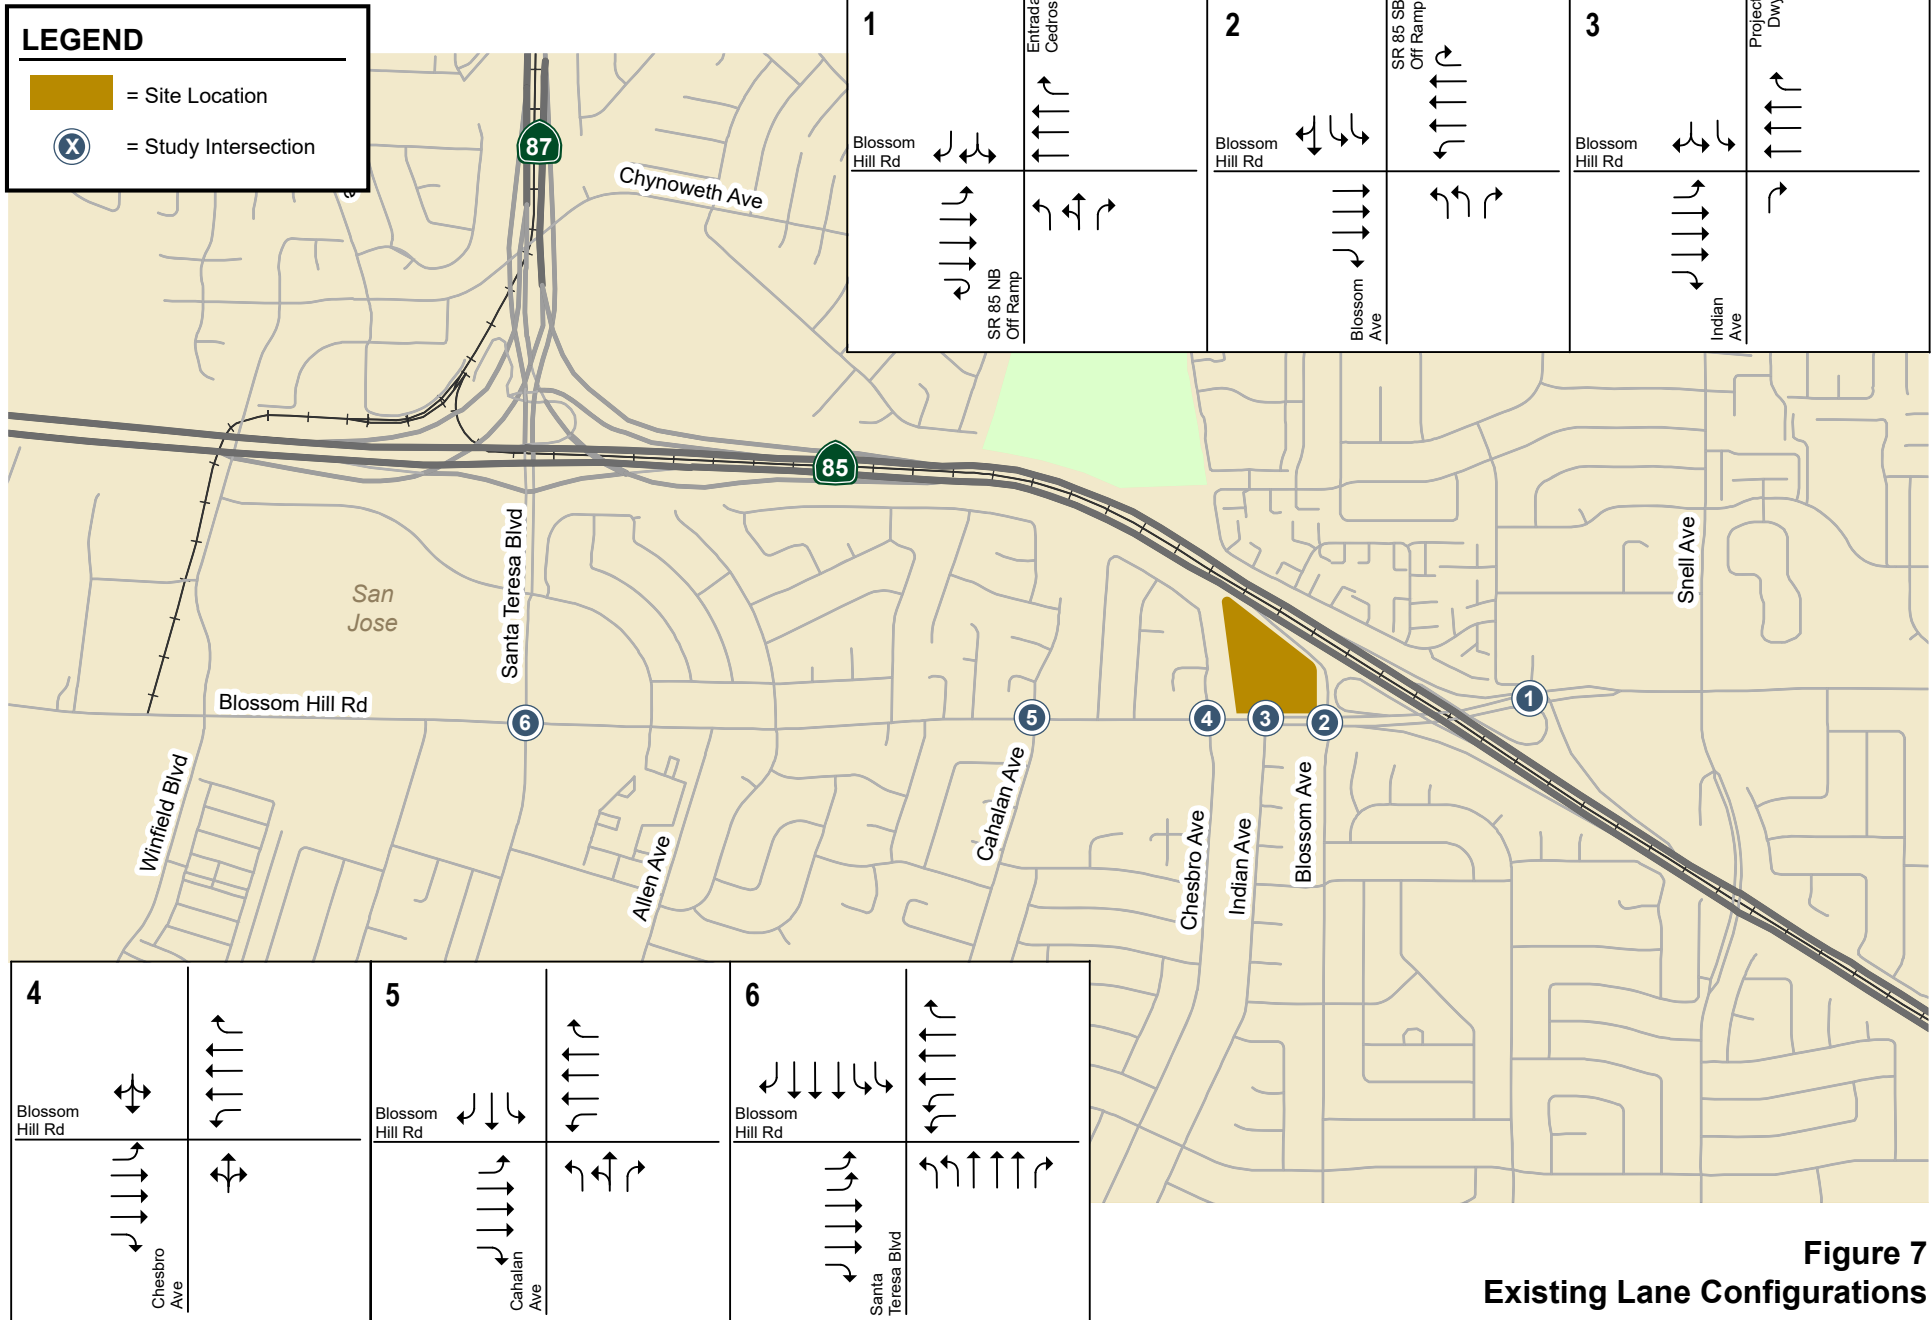 LEGEND
= Site Location
X
= Study Intersection
1
Entrada
Cedros
Blossom
Hill Rd
SR 85 NB
Off Ramp
2
SR 85 SB
Off Ramp
Blossom
Hill Rd
Blossom
Ave
3
Project
Dwy
Blossom
Hill Rd
Indian
Ave
87
Chynoweth Ave
85
Santa Teresa Blvd
San
Jose
Snell Ave
Blossom Hill Rd
6
5
4
3
2
1
Winfield Blvd
Allen Ave
Cahalan Ave
Chesbro Ave
Indian Ave
Blossom Ave
4
Blossom
Hill Rd
Chesbro
Ave
5
Blossom
Hill Rd
Cahalan
Ave
6
Blossom
Hill Rd
Santa
Teresa Blvd
Figure 7
Existing Lane Configurations